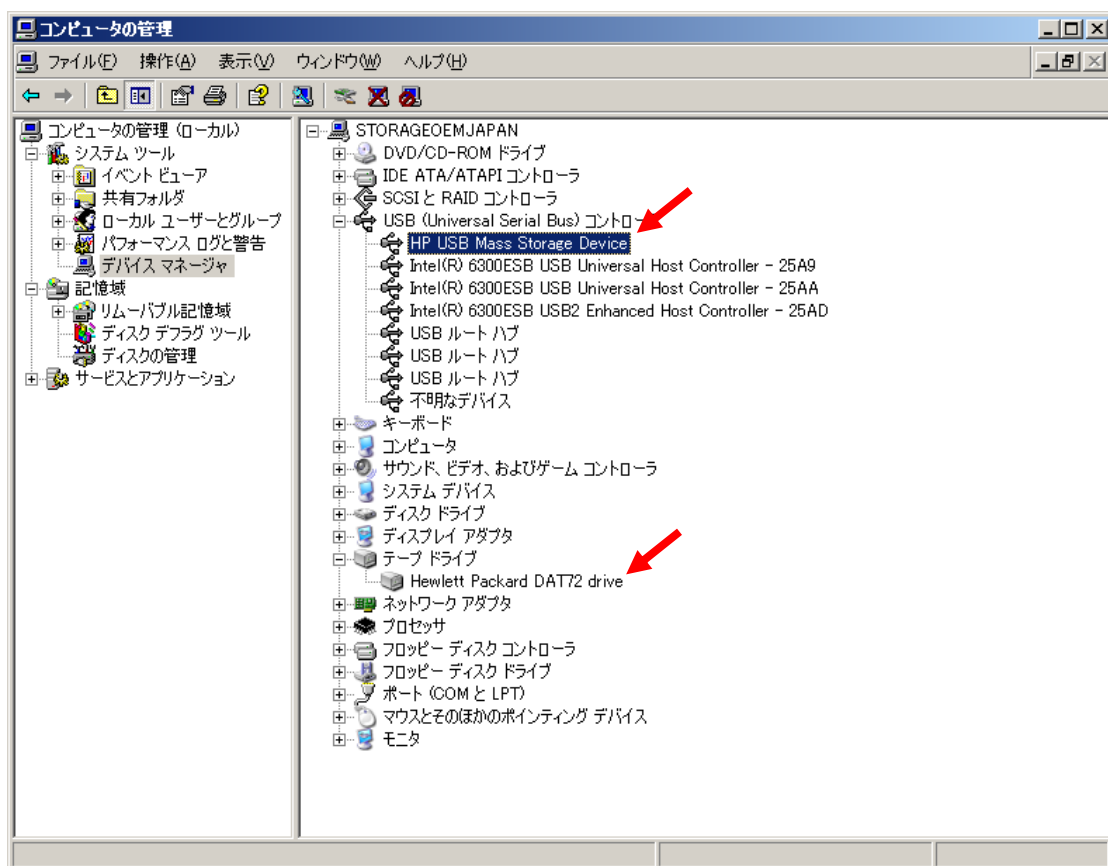 コンピュータの管理
ファイル(F) 操作(A) 表示(V) ウィンドウ(W) ヘルプ(H)
コンピュータの管理 (ローカル)
システム ツール
イベント ビューア
共有フォルダ
ローカル ユーザーとグループ
パフォーマンス ログと警告
デバイス マネージャ
記憶域
リムーバブル記憶域
ディスク デフラグ ツール
ディスクの管理
サービスとアプリケーション
STORAGEOEMJAPAN
DVD/CD-ROM ドライブ
IDE ATA/ATAPI コントローラ
SCSI と RAID コントローラ
USB (Universal Serial Bus) コントロー
HP USB Mass Storage Device
Intel(R) 6300ESB USB Universal Host Controller - 25A9
Intel(R) 6300ESB USB Universal Host Controller - 25AA
Intel(R) 6300ESB USB2 Enhanced Host Controller - 25AD
USB ルート ハブ
USB ルート ハブ
USB ルート ハブ
不明なデバイス
キーボード
コンピュータ
サウンド、ビデオ、およびゲーム コントローラ
システム デバイス
ディスク ドライブ
ディスプレイ アダプタ
テープ ドライブ
Hewlett Packard DAT72 drive
ネットワーク アダプタ
プロセッサ
フロッピー ディスク コントローラ
フロッピー ディスク ドライブ
ポート (COM と LPT)
マウスとそのほかのポインティング デバイス
モニタ